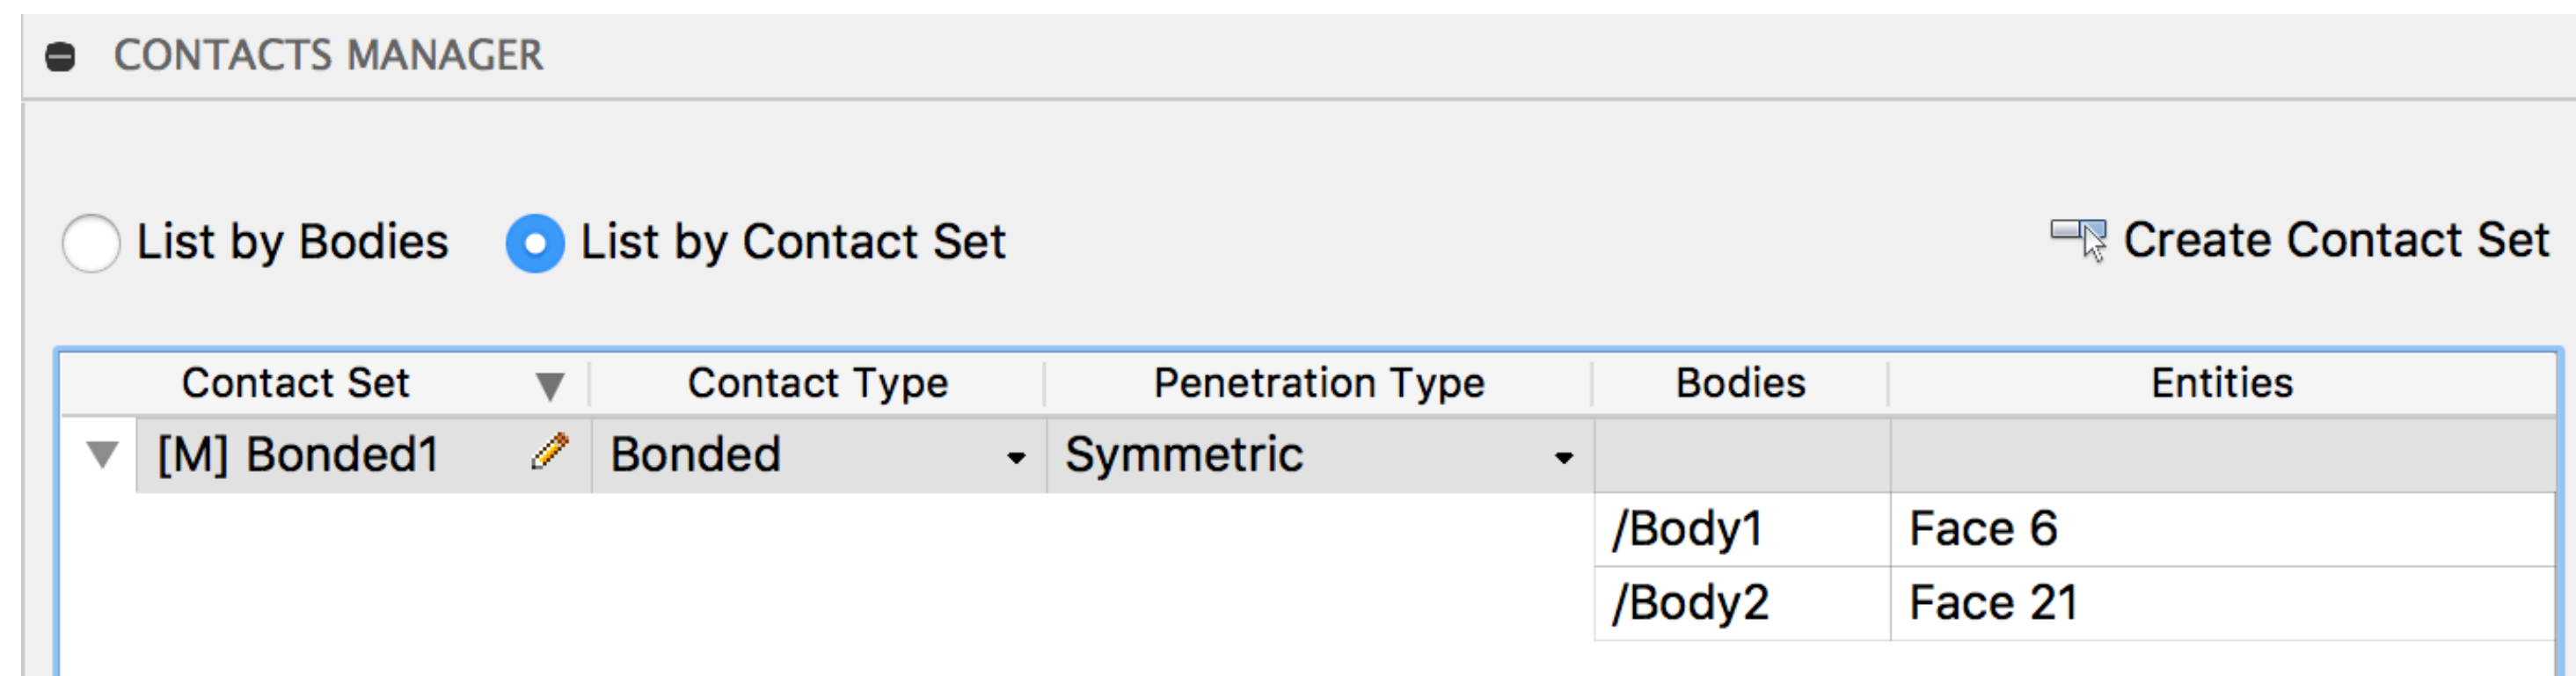 CONTACTS MANAGER
List by Bodies List by Contact Set Create Contact Set
Contact Set Contact Type Penetration Type Bodies Entities
[M] Bonded1 Bonded Symmetric
/Body1 Face 6
/Body2 Face 21